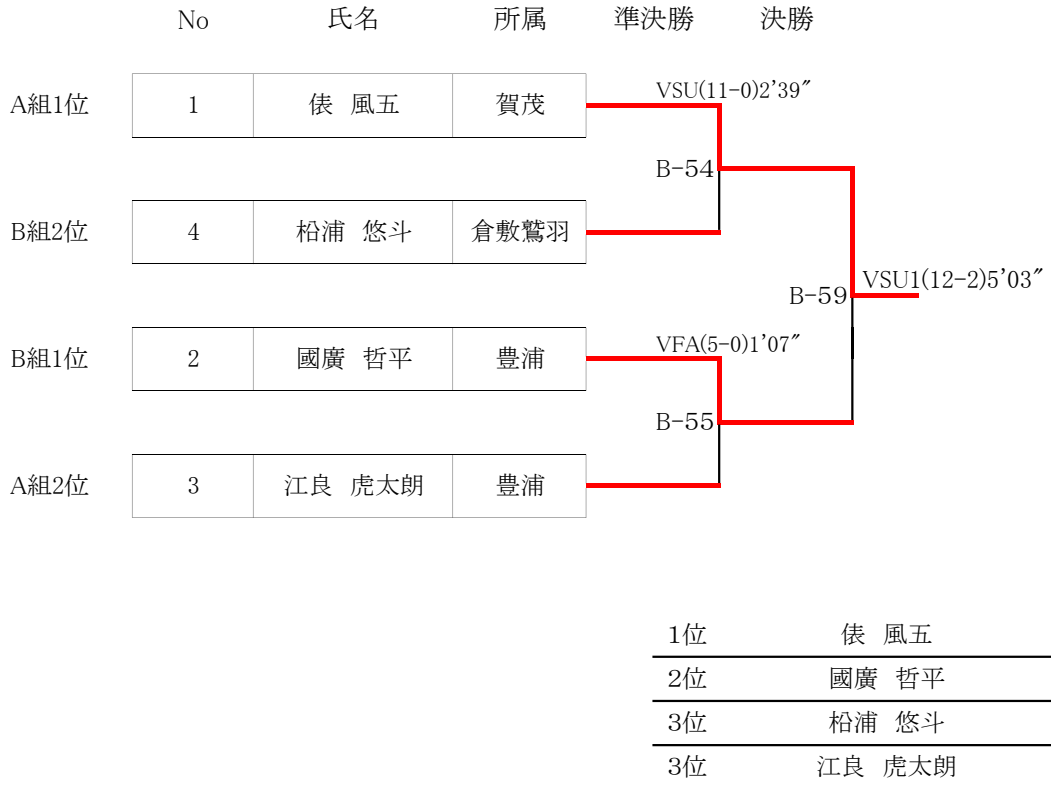 No 氏名 所属 準決勝 決勝
A組1位 1 俵 風五 賀茂 VSU(11-0)2'39″
B-54
B組2位 4 枩浦 悠斗 倉敷鷲羽
B-59 VSU1(12-2)5'03″
B組1位 2 國廣 哲平 豊浦 VFA(5-0)1'07″
B-55
A組2位 3 江良 虎太朗 豊浦
1位 俵 風五
2位 國廣 哲平
3位 枩浦 悠斗
3位 江良 虎太朗